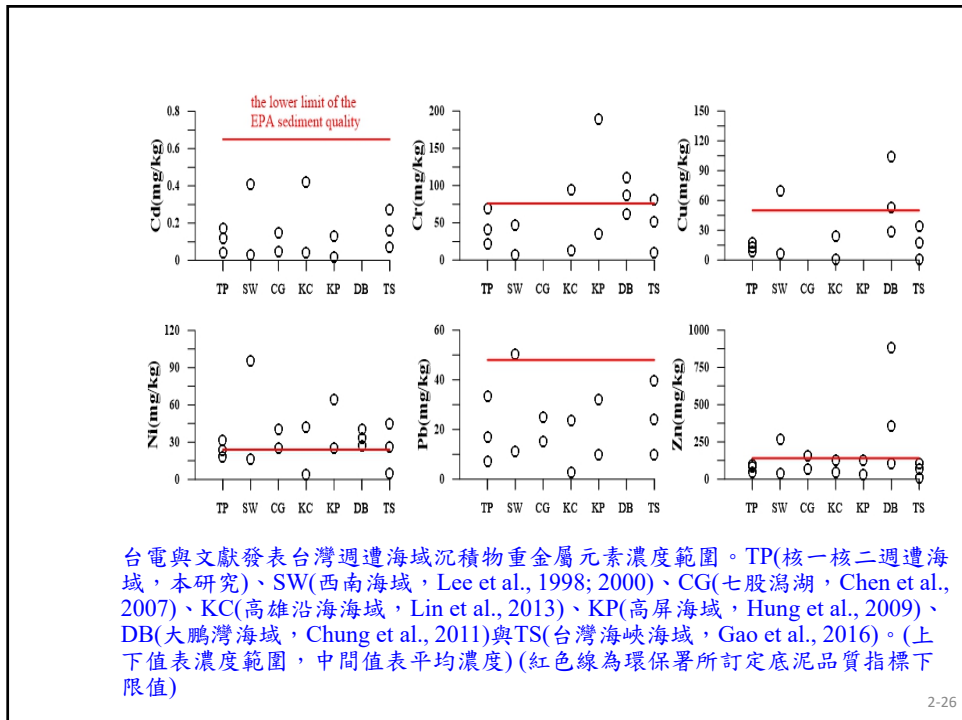 the lower limit of the
EPA sediment quality
Cd(mg/kg)
0.8
0.6
0.4
0.2
0
TP SW CG KC KP DB TS
Cr(mg/kg)
200
150
100
50
0
TP SW CG KC KP DB TS
Cu(mg/kg)
150
120
90
60
30
0
TP SW CG KC KP DB TS
Ni(mg/kg)
120
90
60
30
0
TP SW CG KC KP DB TS
Pb(mg/kg)
60
40
20
0
TP SW CG KC KP DB TS
Zn(mg/kg)
1000
750
500
250
0
TP SW CG KC KP DB TS
台電與文獻發表台灣週遭海域沉積物重金屬元素濃度範圍。TP(核一核二週遭海
域，本研究)、SW(西南海域，Lee et al., 1998; 2000)、CG(七股潟湖，Chen et al.,
2007)、KC(高雄沿海海域，Lin et al., 2013)、KP(高屏海域，Hung et al., 2009)、
DB(大鵬灣海域，Chung et al., 2011)與TS(台灣海峽海域，Gao et al., 2016)。(上
下值表濃度範圍，中間值表平均濃度) (紅色線為環保署所訂定底泥品質指標下
限值)
2-26